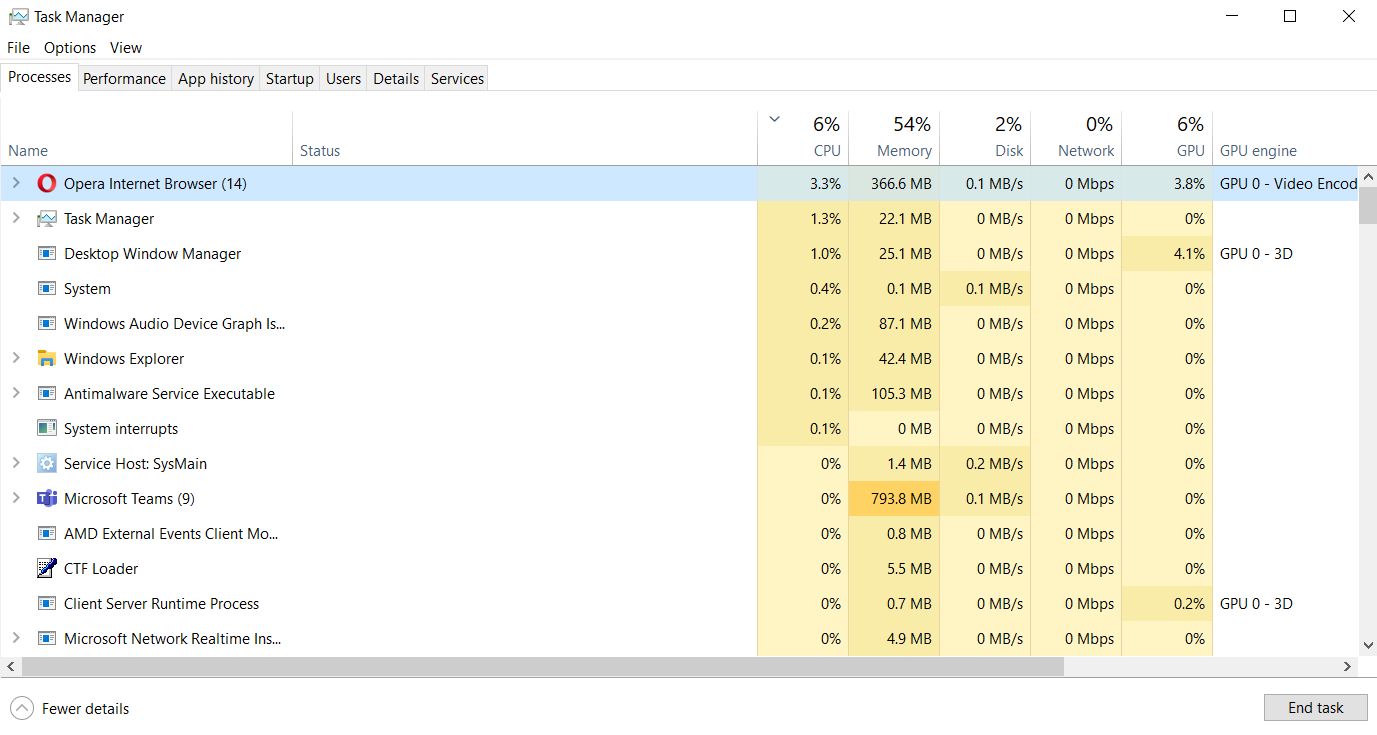 Task Manager
File Options View
Processes Performance App history Startup Users Details Services
6% 54% 2% 0% 6%
Name Status CPU Memory Disk Network GPU GPU engine
Opera Internet Browser (14) 3.3% 366.6 MB 0.1 MB/s 0 Mbps 3.8% GPU 0 - Video Encod
Task Manager 1.3% 22.1 MB 0 MB/s 0 Mbps 0%
Desktop Window Manager 1.0% 25.1 MB 0 MB/s 0 Mbps 4.1% GPU 0 - 3D
System 0.4% 0.1 MB 0.1 MB/s 0 Mbps 0%
Windows Audio Device Graph Is... 0.2% 87.1 MB 0 MB/s 0 Mbps 0%
Windows Explorer 0.1% 42.4 MB 0 MB/s 0 Mbps 0%
Antimalware Service Executable 0.1% 105.3 MB 0 MB/s 0 Mbps 0%
System interrupts 0.1% 0 MB 0 MB/s 0 Mbps 0%
Service Host: SysMain 0% 1.4 MB 0.2 MB/s 0 Mbps 0%
Microsoft Teams (9) 0% 793.8 MB 0.1 MB/s 0 Mbps 0%
AMD External Events Client Mo... 0% 0.8 MB 0 MB/s 0 Mbps 0%
CTF Loader 0% 5.5 MB 0 MB/s 0 Mbps 0%
Client Server Runtime Process 0% 0.7 MB 0 MB/s 0 Mbps 0.2% GPU 0 - 3D
Microsoft Network Realtime Ins... 0% 4.9 MB 0 MB/s 0 Mbps 0%
Fewer details End task